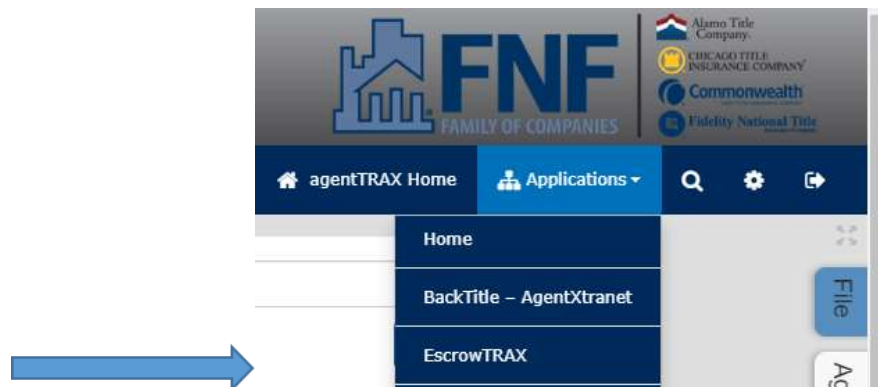 Alamo Title
Company.
CHICAGO TITLE
INSURANCE COMPANY
Commonwealth
Fidelity National Title
FNF
FAMILY OF COMPANIES
agentTRAX Home
Applications
Home
BackTitle – AgentXtranet
EscrowTRAX
File